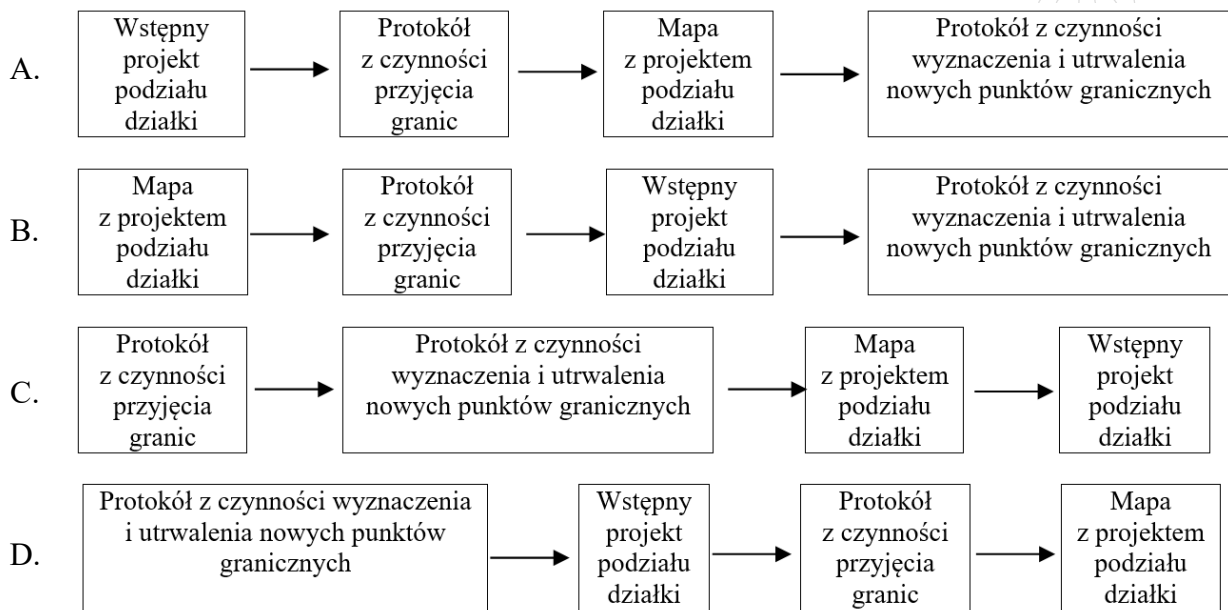 A.
Wstępny
projekt
podziału
działki
Protokół
z czynności
przyjęcia
granic
Mapa
z projektem
podziału
działki
Protokół z czynności
wyznaczenia i utrwalenia
nowych punktów granicznych
B.
Mapa
z projektem
podziału
działki
Protokół
z czynności
przyjęcia
granic
Wstępny
projekt
podziału
działki
Protokół z czynności
wyznaczenia i utrwalenia
nowych punktów granicznych
C.
Protokół
z czynności
przyjęcia
granic
Protokół z czynności
wyznaczenia i utrwalenia
nowych punktów granicznych
Mapa
z projektem
podziału
działki
Wstępny
projekt
podziału
działki
D.
Protokół z czynności wyznaczenia
i utrwalenia nowych punktów
granicznych
Wstępny
projekt
podziału
działki
Protokół
z czynności
przyjęcia
granic
Mapa
z projektem
podziału
działki